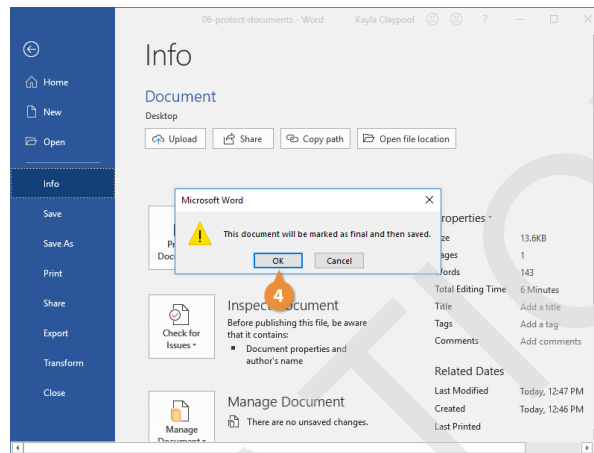 06-protect-documents - Word Kayla Claypool ?
Info
Home
New
Open
Info
Save
Save As
Print
Share
Export
Transform
Close
Document
Desktop
Upload Share Copy path Open file location
Microsoft Word
This document will be marked as final and then saved.
OK Cancel
4
Inspect Document
Before publishing this file, be aware
that it contains:
Document properties and
author's name
Check for
Issues
Manage Document
There are no unsaved changes.
Manage
Document
Properties
13.6KB
Pages 1
Words 143
Total Editing Time 6 Minutes
Title Add a title
Tags Add a tag
Comments Add comments
Related Dates
Last Modified Today, 12:47 PM
Created Today, 12:46 PM
Last Printed